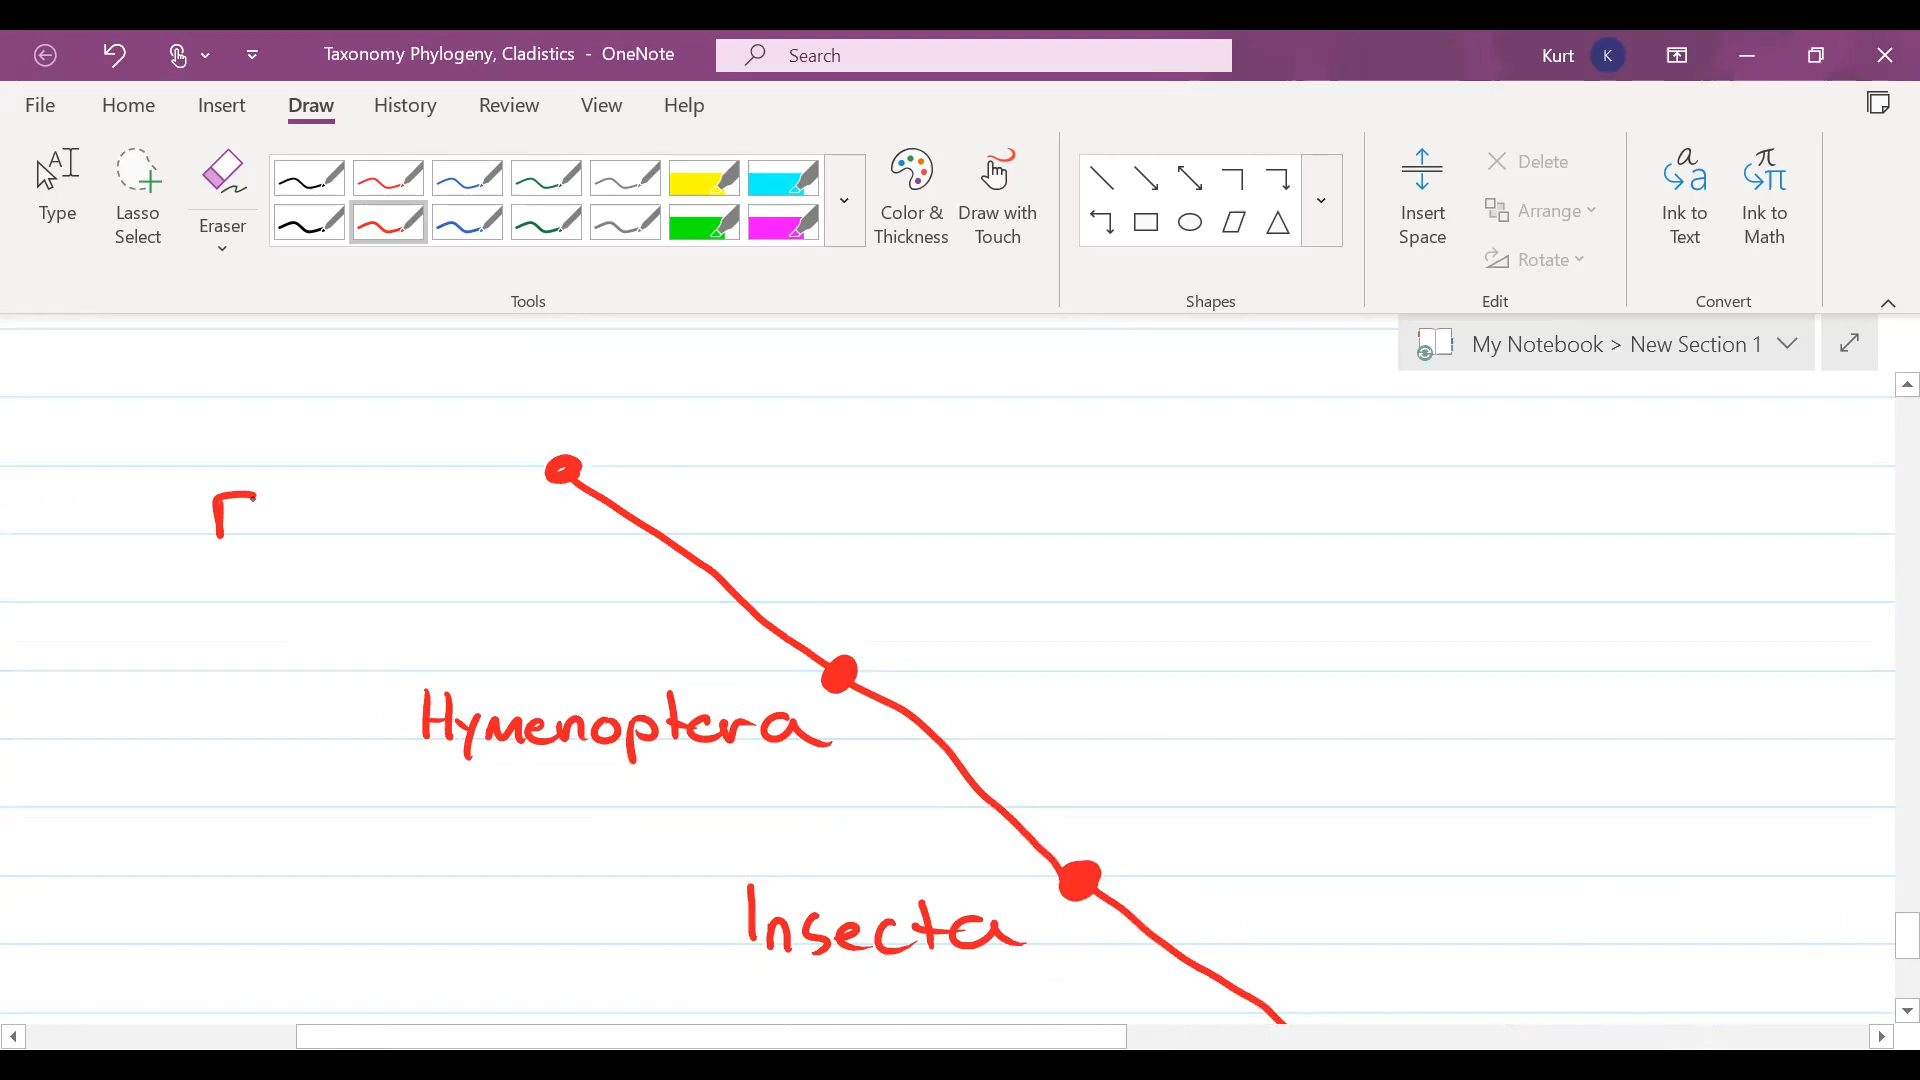 Taxonomy Phylogeny, Cladistics - OneNote
Search
Kurt
K
File Home Insert Draw History Review View Help
Type
Lasso Select
Eraser
Color & Thickness
Draw with Touch
Insert Space
Delete
Arrange
Rotate
Ink to Text
Ink to Math
Tools
Shapes
Edit
Convert
My Notebook > New Section 1
Hymenoptera
Insecta